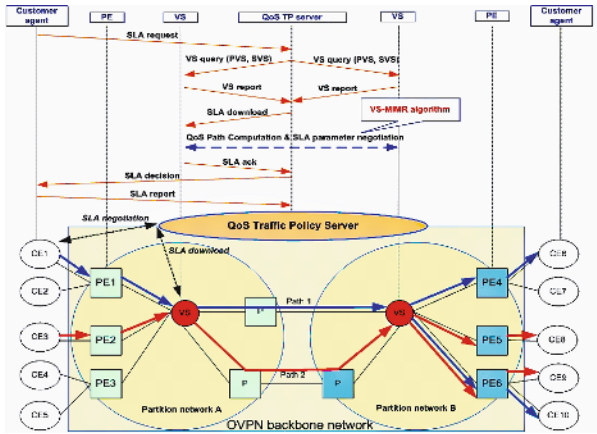 Customer agent
PE
VS
QoS TP server
VS
PE
Customer agent
SLA request
VS query (PVS, SVS)
VS query (PVS, SVS)
VS report
VS report
SLA download
VS-MIMR algorithm
QoS Path Computation & SLA parameter negotiation
SLA ack
SLA decision
SLA report
SLA negotiation
QoS Traffic Policy Server
SLA download
CE1
CE2
CE3
CE4
CE5
PE1
PE2
PE3
VS
P
Path 1
P
Path 2
P
VS
PE4
PE5
PE6
CE6
CE7
CE8
CE9
CE10
Partition network A
Partition network B
OVPN backbone network